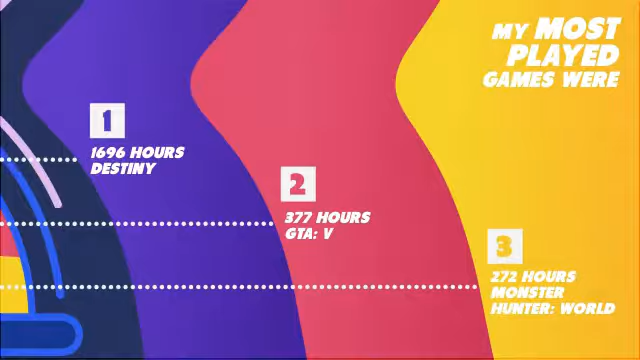 MY MOST
PLAYED
GAMES WERE
1
1696 HOURS
DESTINY
2
377 HOURS
GTA: V
3
272 HOURS
MONSTER
HUNTER: WORLD